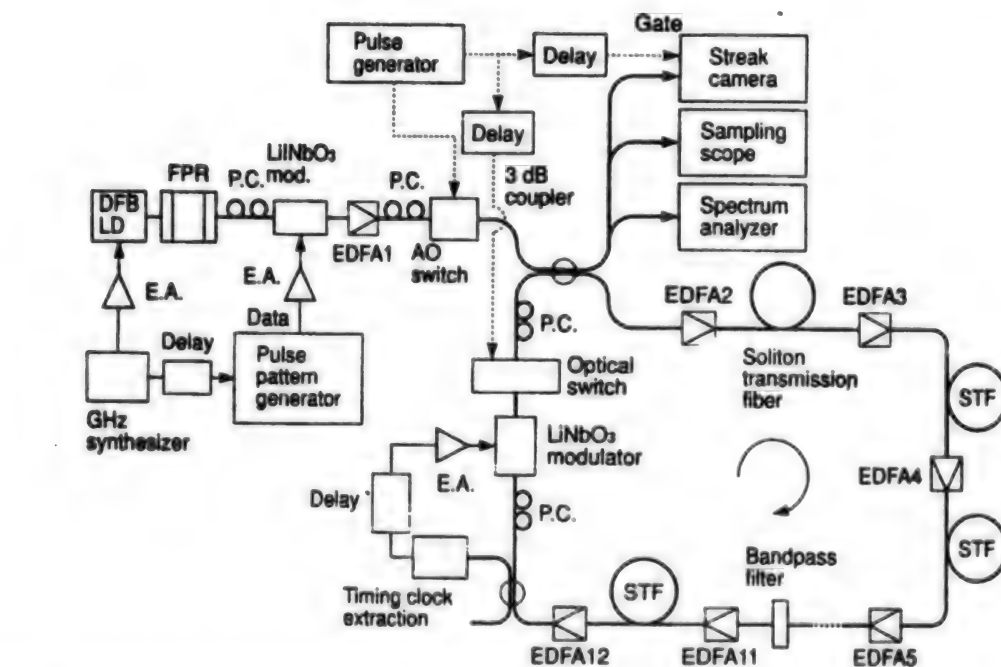 Pulse
generator
Delay
Gate
Streak
camera
Delay
Sampling
scope
3 dB
coupler
Spectrum
analyzer
DFB
LD
FPR
P.C.
LiINbO3
mod.
EDFA1
P.C.
AO
switch
E.A.
E.A.
Data
Delay
Pulse
pattern
generator
GHz
synthesizer
P.C.
Optical
switch
LiNbO3
modulator
E.A.
Delay
P.C.
Timing clock
extraction
EDFA2
Soliton
transmission
fiber
EDFA3
STF
EDFA4
STF
Bandpass
filter
STF
EDFA12
EDFA11
EDFA5